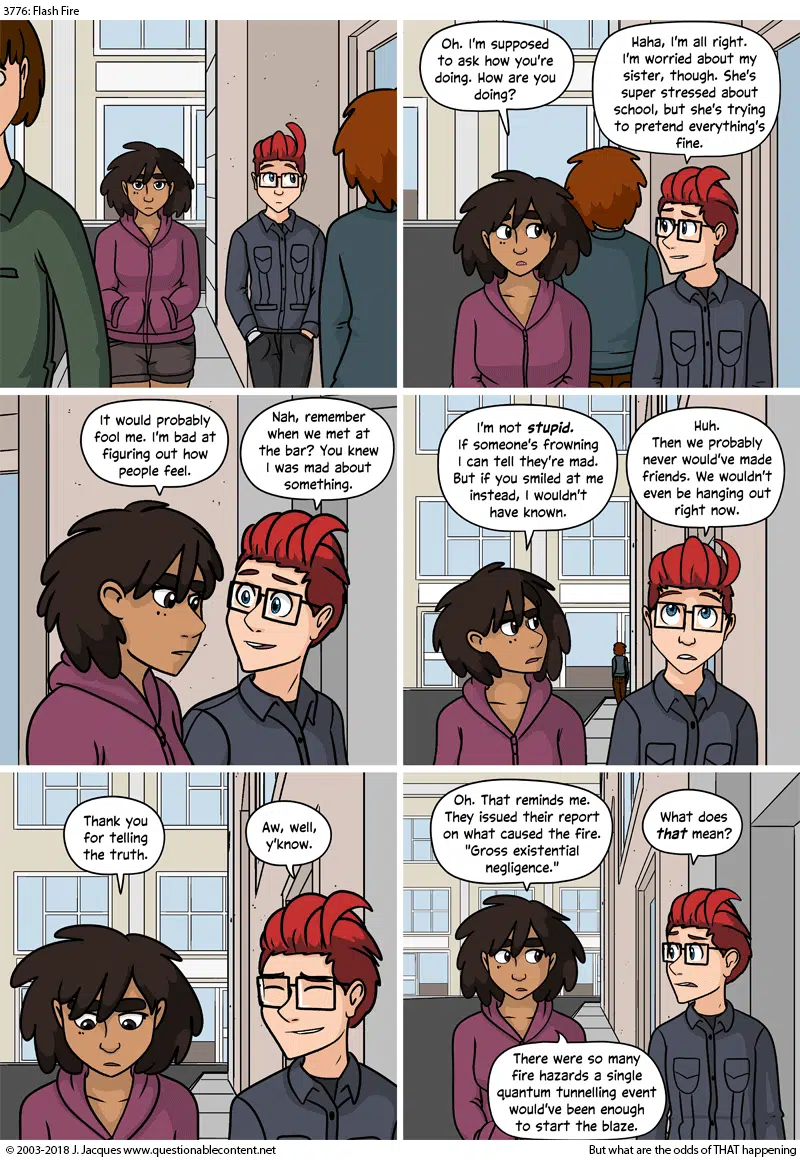 3776: Flash Fire
Oh. I'm supposed
to ask how you're
doing. How are you
doing?
Haha, I'm all right.
I'm worried about my
sister, though. She's
super stressed about
school, but she's trying
to pretend everything's
fine.
It would probably
fool me. I'm bad at
figuring out how
people feel.
Nah, remember
when we met at
the bar? You knew
I was mad about
something.
I'm not stupid.
If someone's frowning
I can tell they're mad.
But if you smiled at me
instead, I wouldn't
have known.
Huh.
Then we probably
never would've made
friends. We wouldn't
even be hanging out
right now.
Thank you
for telling
the truth.
Aw, well,
y'know.
Oh. That reminds me.
They issued their report
on what caused the fire.
"Gross existential
negligence."
What does
that mean?
There were so many
fire hazards a single
quantum tunnelling event
would've been enough
to start the blaze.
© 2003-2018 J. Jacques www.questionablecontent.net
But what are the odds of THAT happening